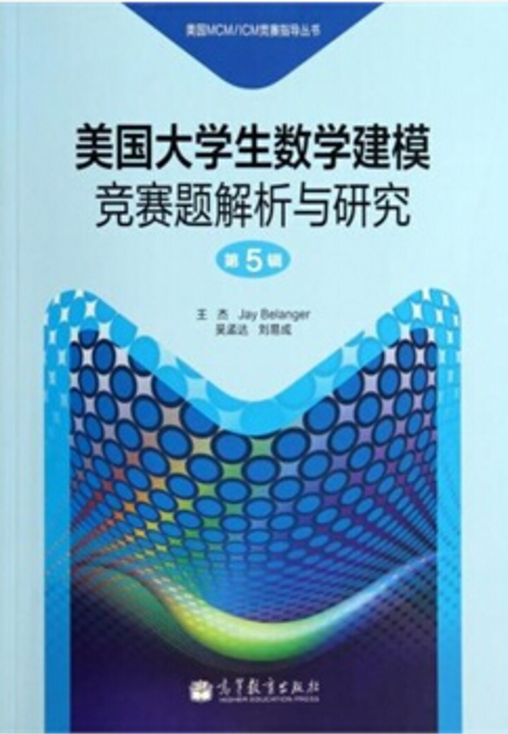 美国MCM/ICM竞赛指导丛书
美国大学生数学建模
竞赛题解析与研究
第5辑
王 杰 Jay Belanger
吴孟达 刘易成
高等教育出版社
HIGHER EDUCATION PRESS